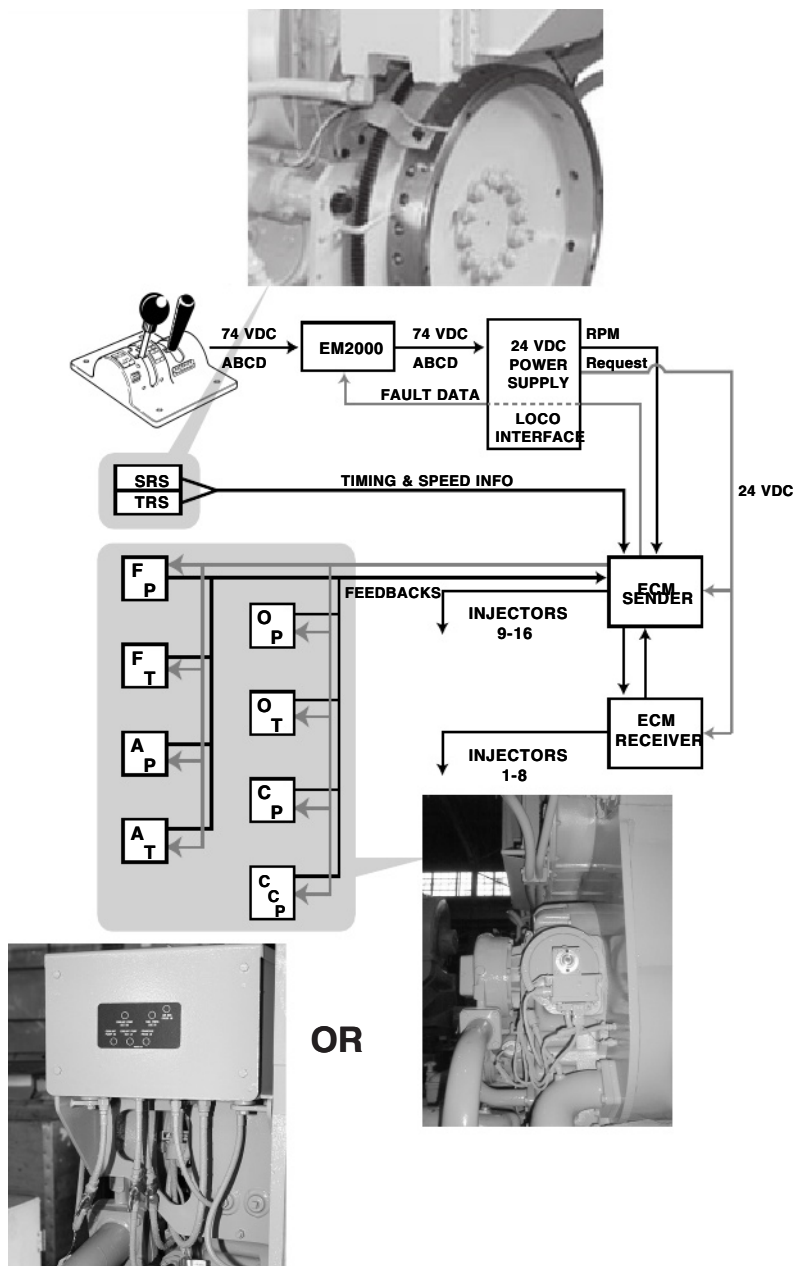 74 VDC
ABCD
EM2000
74 VDC
ABCD
24 VDC
POWER
SUPPLY
RPM
Request
FAULT DATA
LOCO
INTERFACE
SRS
TRS
TIMING & SPEED INFO
24 VDC
F
P
FEEDBACKS
ECM
SENDER
INJECTORS
9-16
O
P
F
T
O
T
ECM
RECEIVER
A
P
INJECTORS
1-8
C
P
A
T
C
C
P
OR